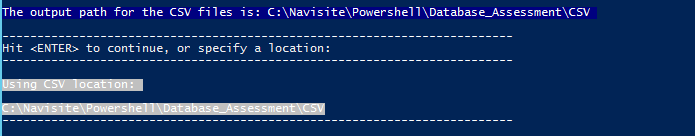 The output path for the CSV files is: C:\Navisite\Powershell\Database_Assessment\CSV
-------------------------------------------------------------------------
Hit <ENTER> to continue, or specify a location:
-------------------------------------------------------------------------
Using CSV location:
C:\Navisite\Powershell\Database_Assessment\CSV
-------------------------------------------------------------------------